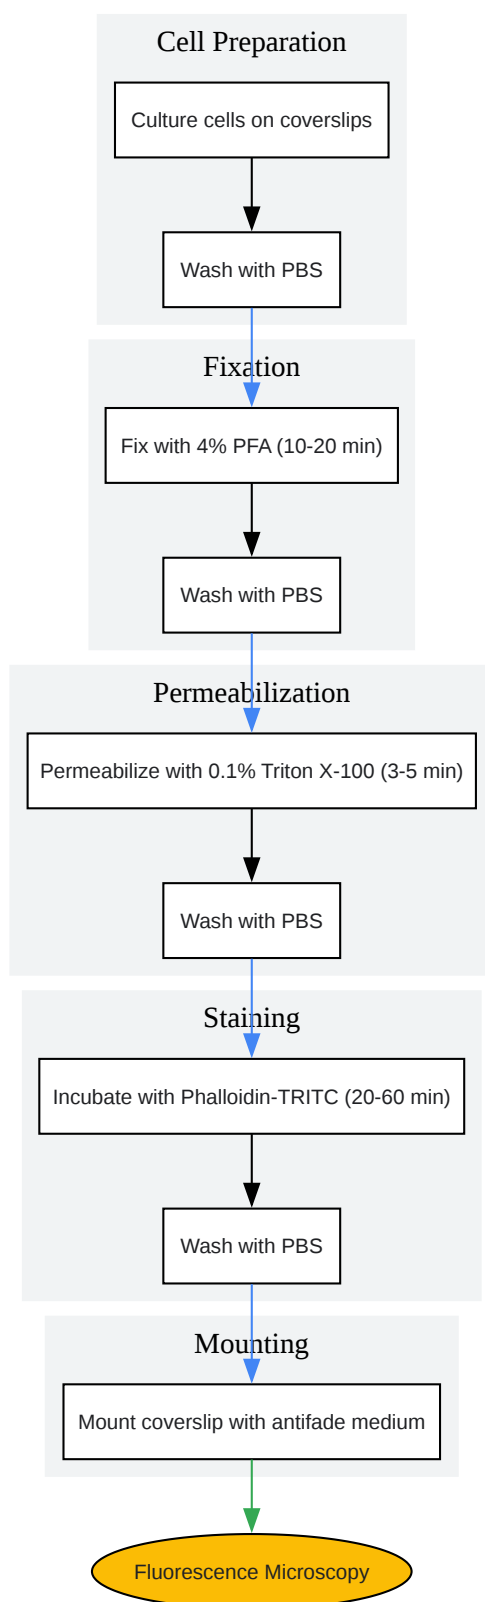 Cell Preparation
Culture cells on coverslips
Wash with PBS
Fixation
Fix with 4% PFA (10-20 min)
Wash with PBS
Permeabilization
Permeabilize with 0.1% Triton X-100 (3-5 min)
Wash with PBS
Staining
Incubate with Phalloidin-TRITC (20-60 min)
Wash with PBS
Mounting
Mount coverslip with antifade medium
Fluorescence Microscopy